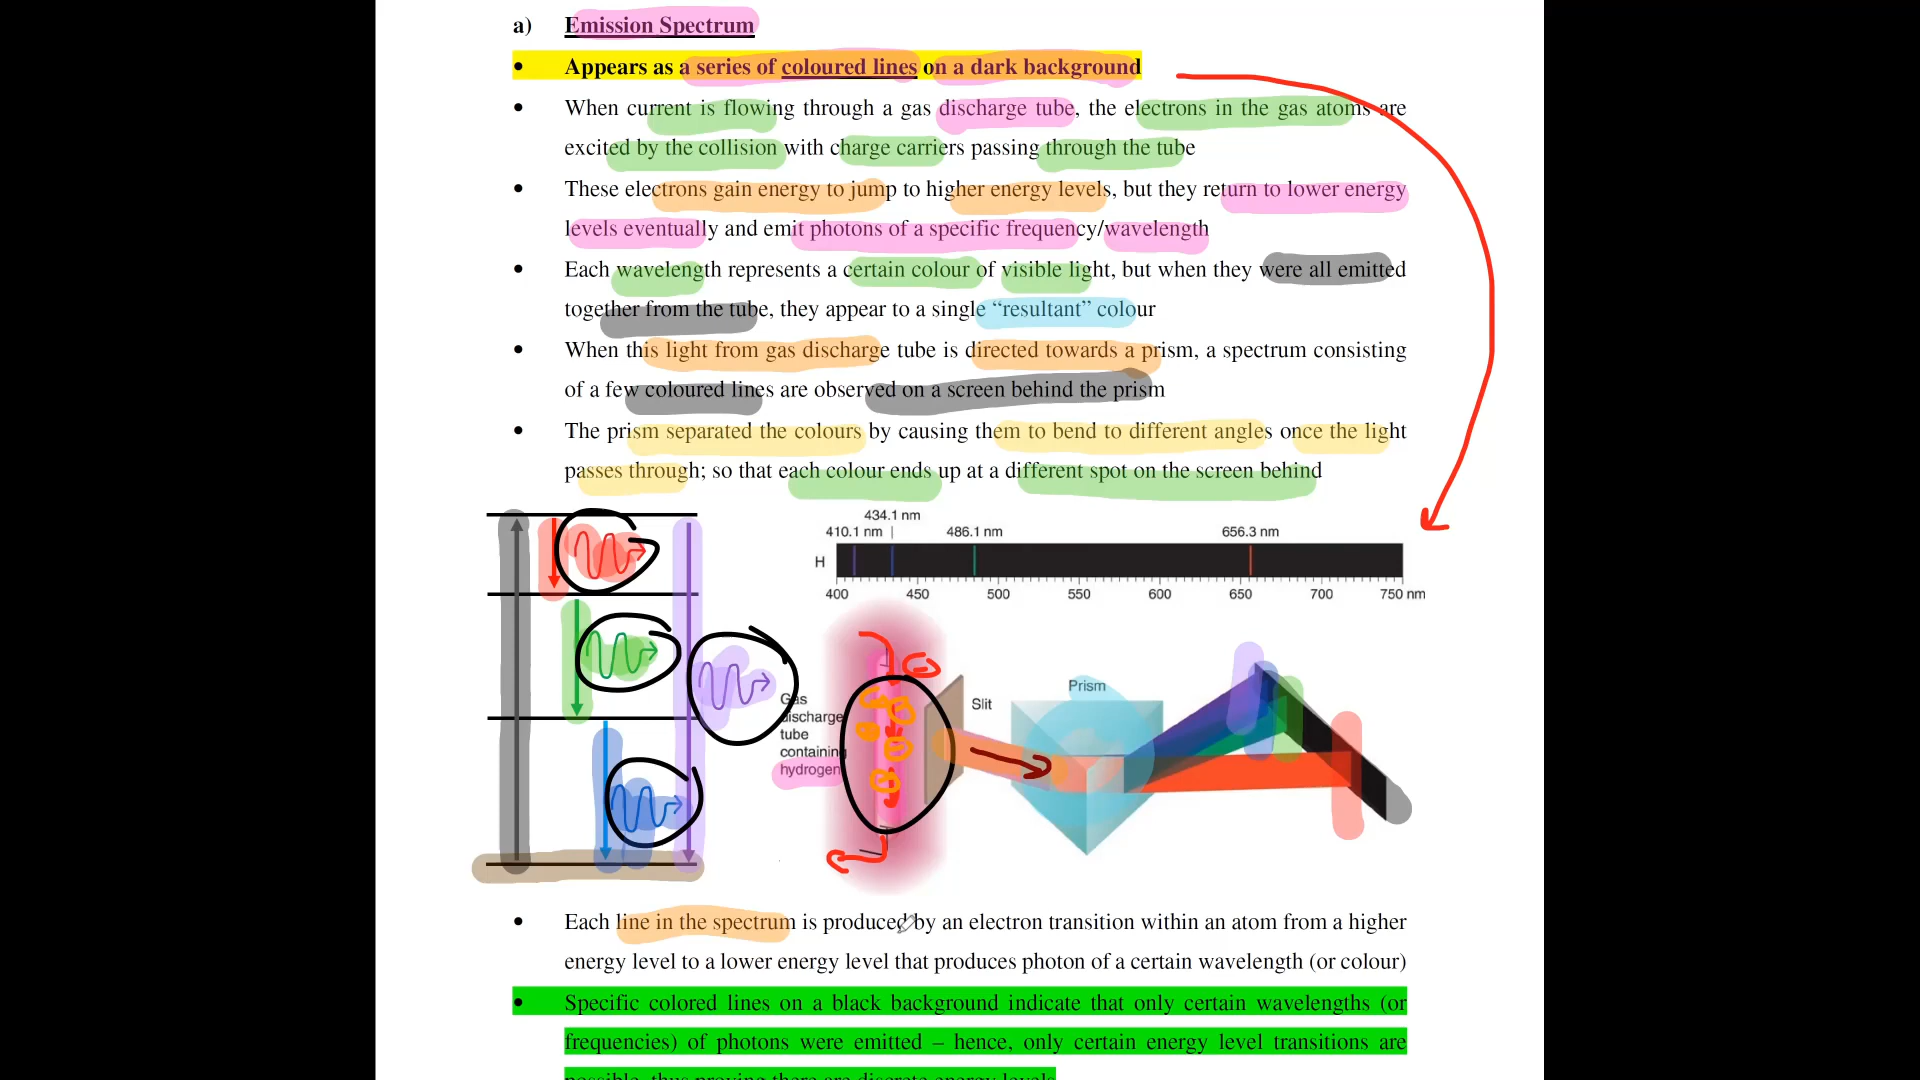 a) Emission Spectrum
• Appears as a series of coloured lines on a dark background
• When current is flowing through a gas discharge tube, the electrons in the gas atoms are
excited by the collision with charge carriers passing through the tube
• These electrons gain energy to jump to higher energy levels, but they return to lower energy
levels eventually and emit photons of a specific frequency/wavelength
• Each wavelength represents a certain colour of visible light, but when they were all emitted
together from the tube, they appear to a single “resultant” colour
• When this light from gas discharge tube is directed towards a prism, a spectrum consisting
of a few coloured lines are observed on a screen behind the prism
• The prism separated the colours by causing them to bend to different angles once the light
passes through; so that each colour ends up at a different spot on the screen behind
434.1 nm
410.1 nm | 486.1 nm 656.3 nm
H
400 450 500 550 600 650 700 750 nm
Prism
Slit
Gas
discharge
tube
containing
hydrogen
• Each line in the spectrum is produced by an electron transition within an atom from a higher
energy level to a lower energy level that produces photon of a certain wavelength (or colour)
• Specific colored lines on a black background indicate that only certain wavelengths (or
frequencies) of photons were emitted – hence, only certain energy level transitions are
possible, thus proving there are discrete energy levels